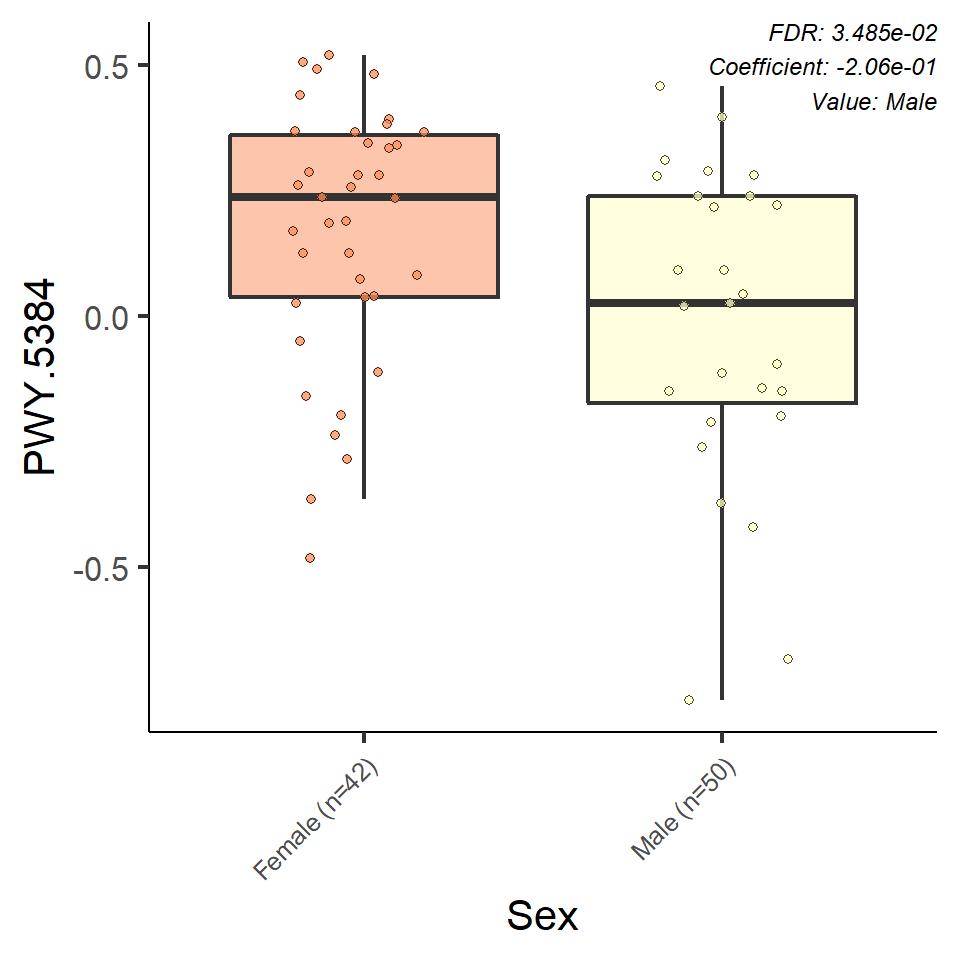 FDR: 3.485e-02
Coefficient: -2.06e-01
Value: Male
0.5
0.0
-0.5
PWY.5384
Female (n=42)
Male (n=50)
Sex